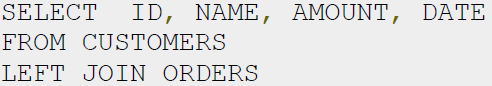 SELECT  ID, NAME, AMOUNT, DATE
FROM CUSTOMERS
LEFT JOIN ORDERS